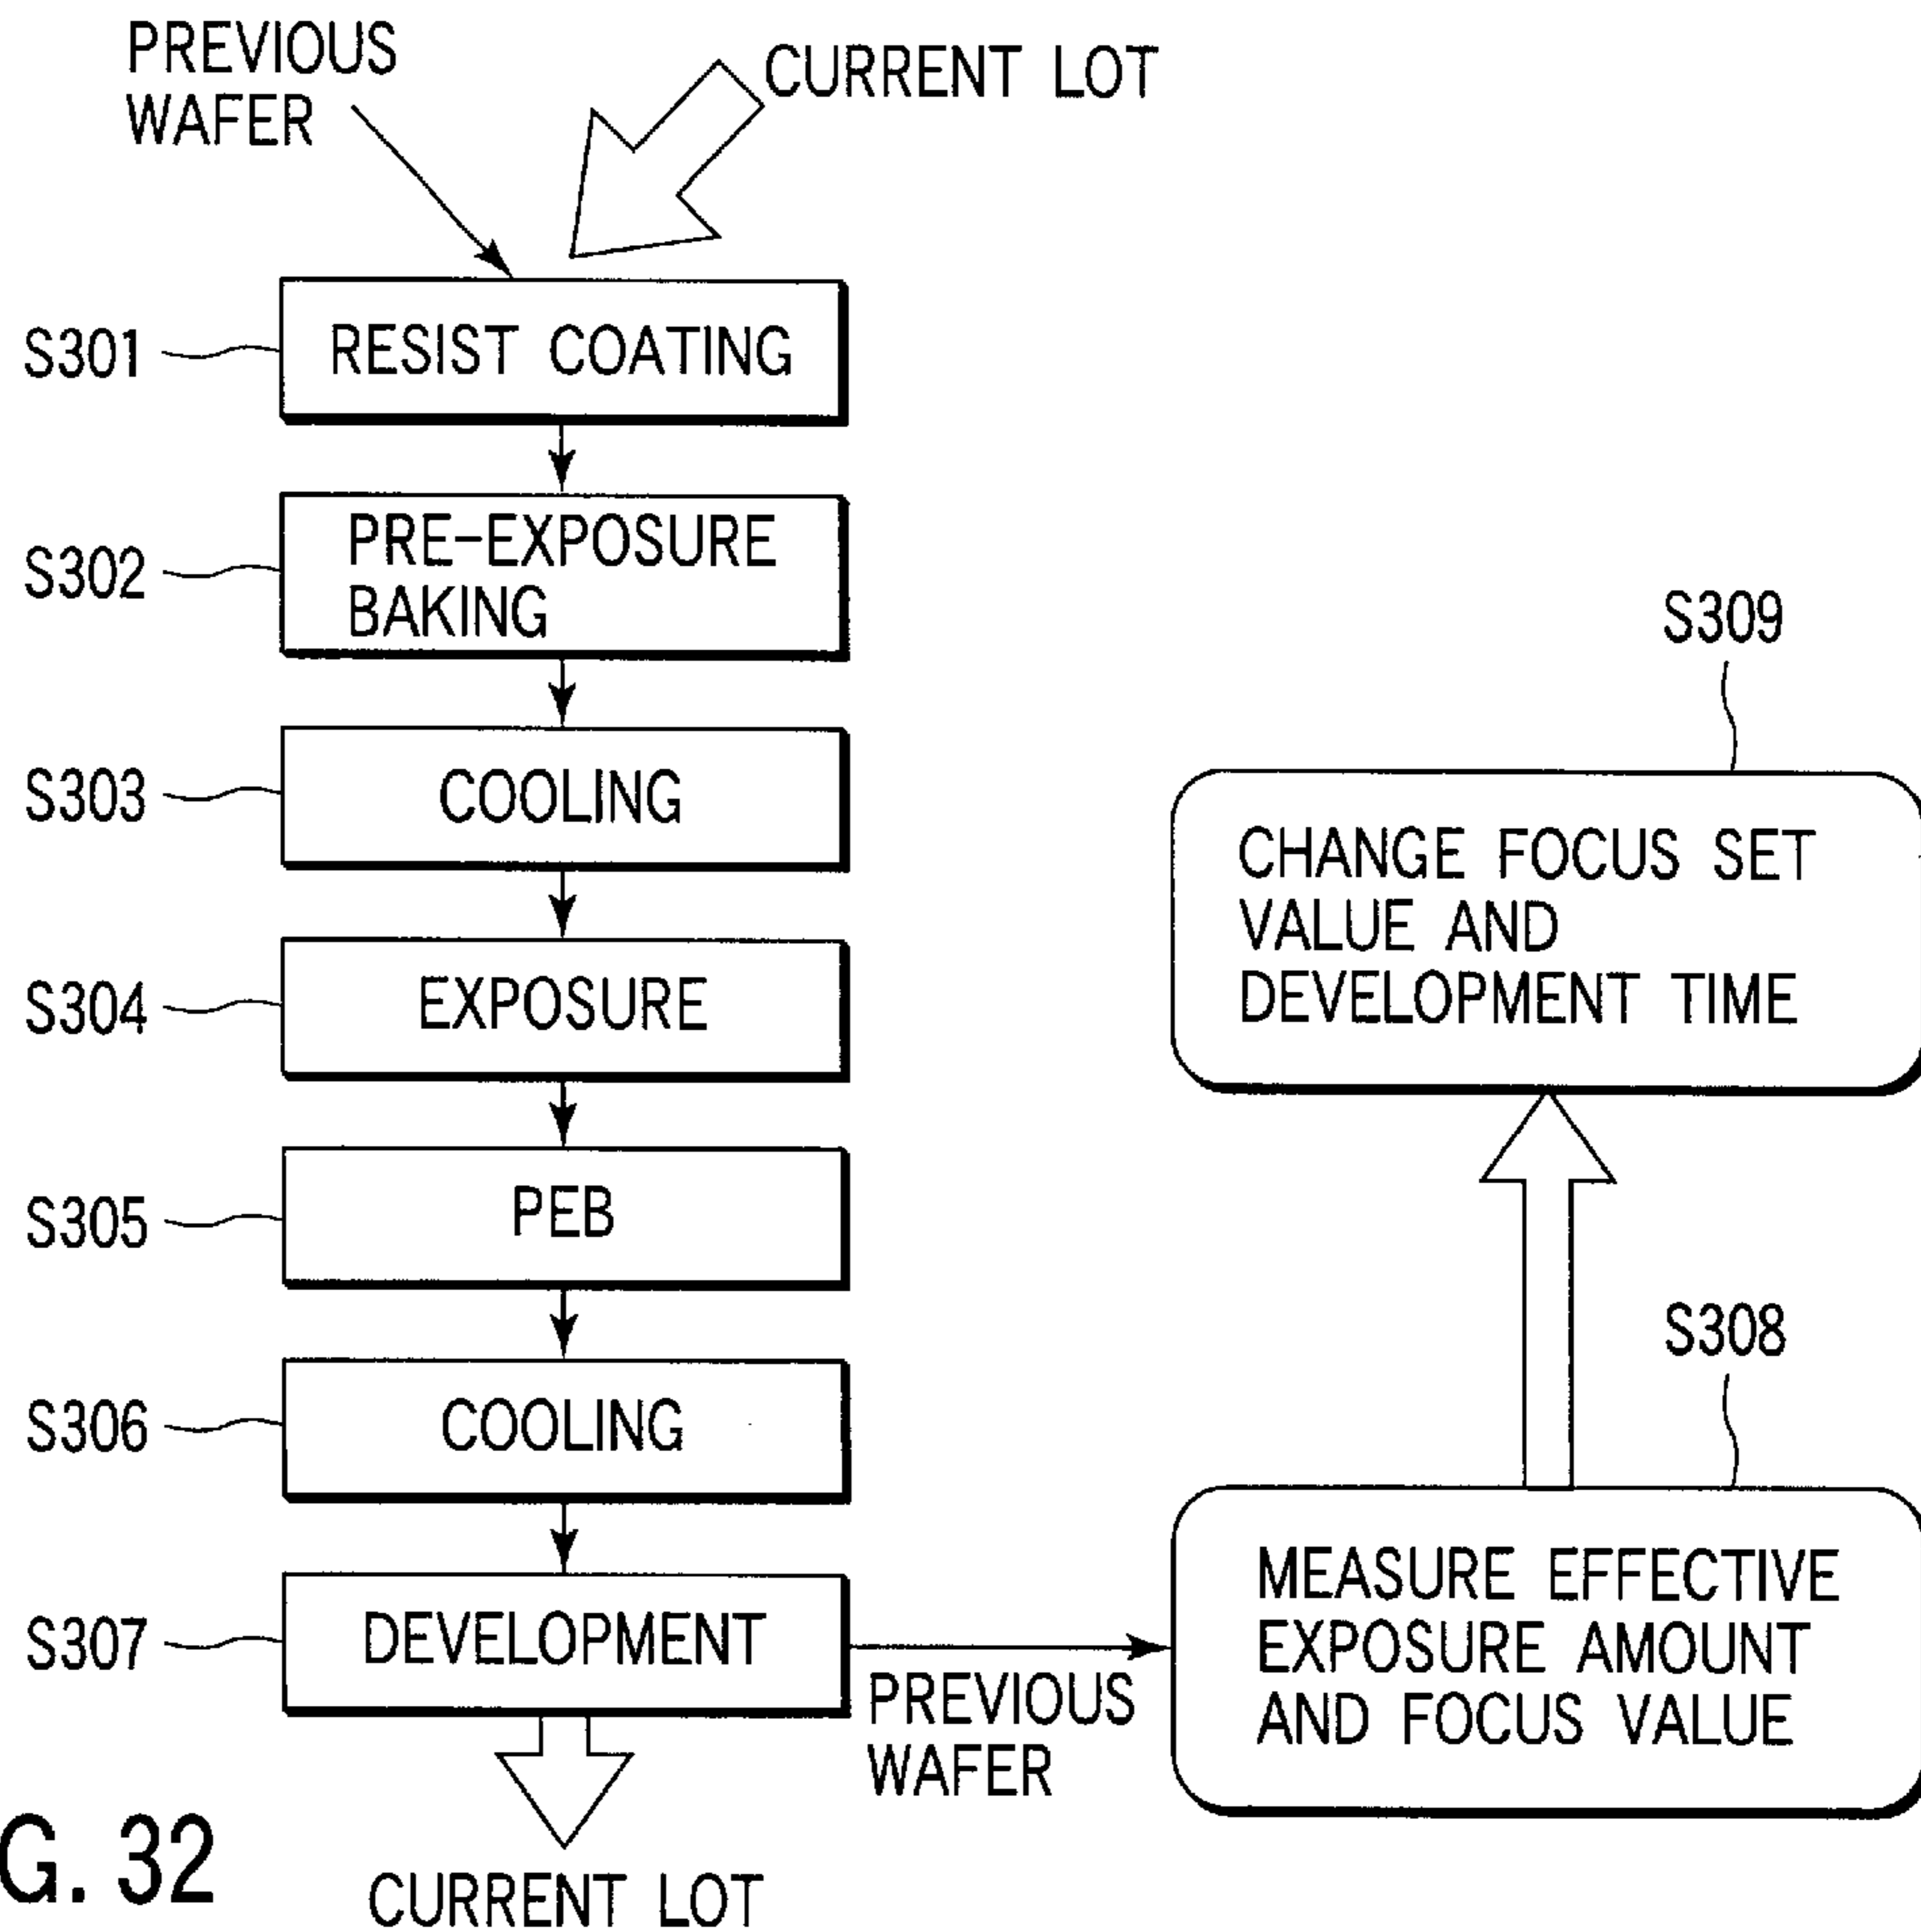 PREVIOUS
WAFER
CURRENT LOT
S301
RESIST COATING
S302
PRE-EXPOSURE
BAKING
S303
COOLING
S304
EXPOSURE
S305
PEB
S306
COOLING
S307
DEVELOPMENT
PREVIOUS
WAFER
CURRENT LOT
S309
CHANGE FOCUS SET
VALUE AND
DEVELOPMENT TIME
S308
MEASURE EFFECTIVE
EXPOSURE AMOUNT
AND FOCUS VALUE
G. 32